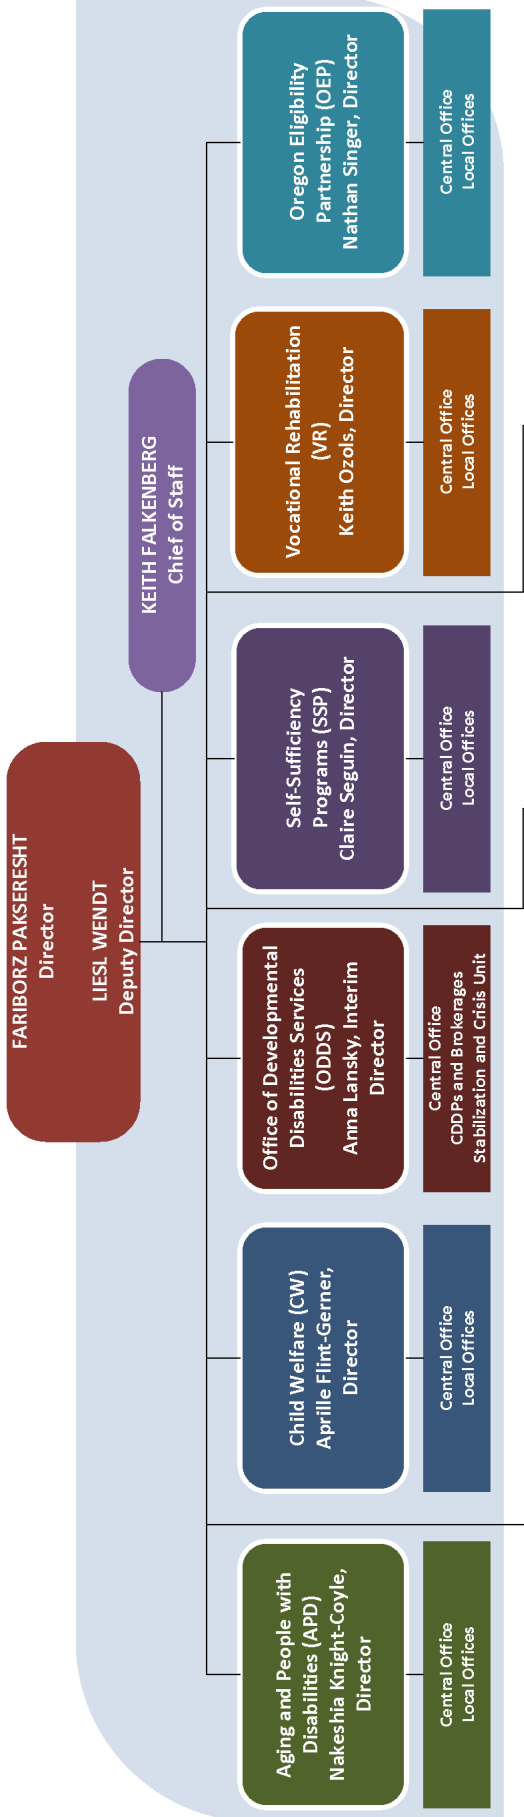 FARIBORZ PAKSERESHT
Director
LIESL WENDT
Deputy Director
KEITH FALKENBERG
Chief of Staff
Aging and People with
Disabilities (APD)
Nakeshia Knight-Coyle,
Director
Central Office
Local Offices
Child Welfare (CW)
Aprille Flint-Gerner,
Director
Central Office
Local Offices
Office of Developmental
Disabilities Services
(ODDS)
Anna Lansky, Interim
Director
Central Office
CDDPs and Brokerages
Stabilization and Crisis Unit
Self-Sufficiency
Programs (SSP)
Claire Seguin, Director
Central Office
Local Offices
Vocational Rehabilitation
(VR)
Keith Ozols, Director
Central Office
Local Offices
Oregon Eligibility
Partnership (OEP)
Nathan Singer, Director
Central Office
Local Offices